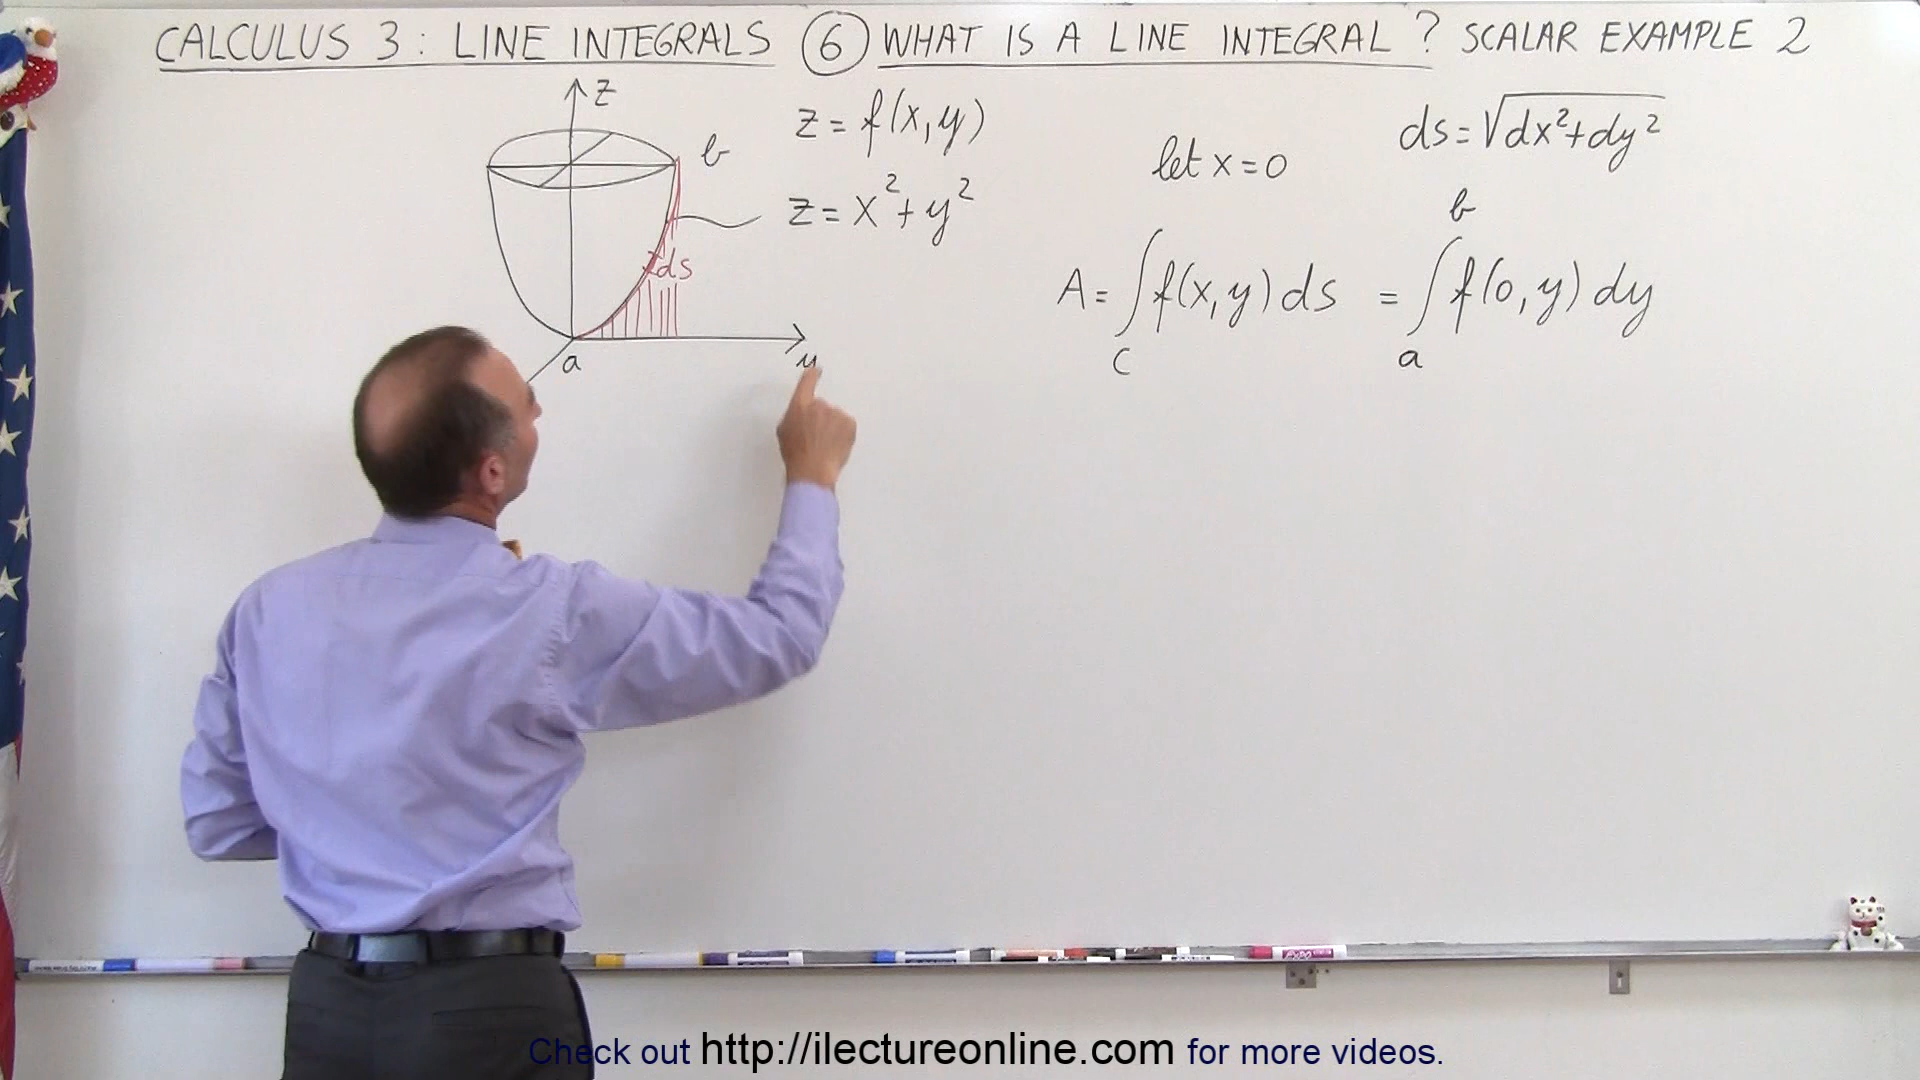 CALCULUS 3: LINE INTEGRALS ⑥ WHAT IS A LINE INTEGRAL? SCALAR EXAMPLE 2
z
b
z = f(x, y)
let x = 0
ds = √dx²+dy²
z = x² + y²
ds
A = ∫ f(x, y) ds = ∫ f(0, y) dy
b
C
a
a
y
Check out http://ilectureonline.com for more videos.